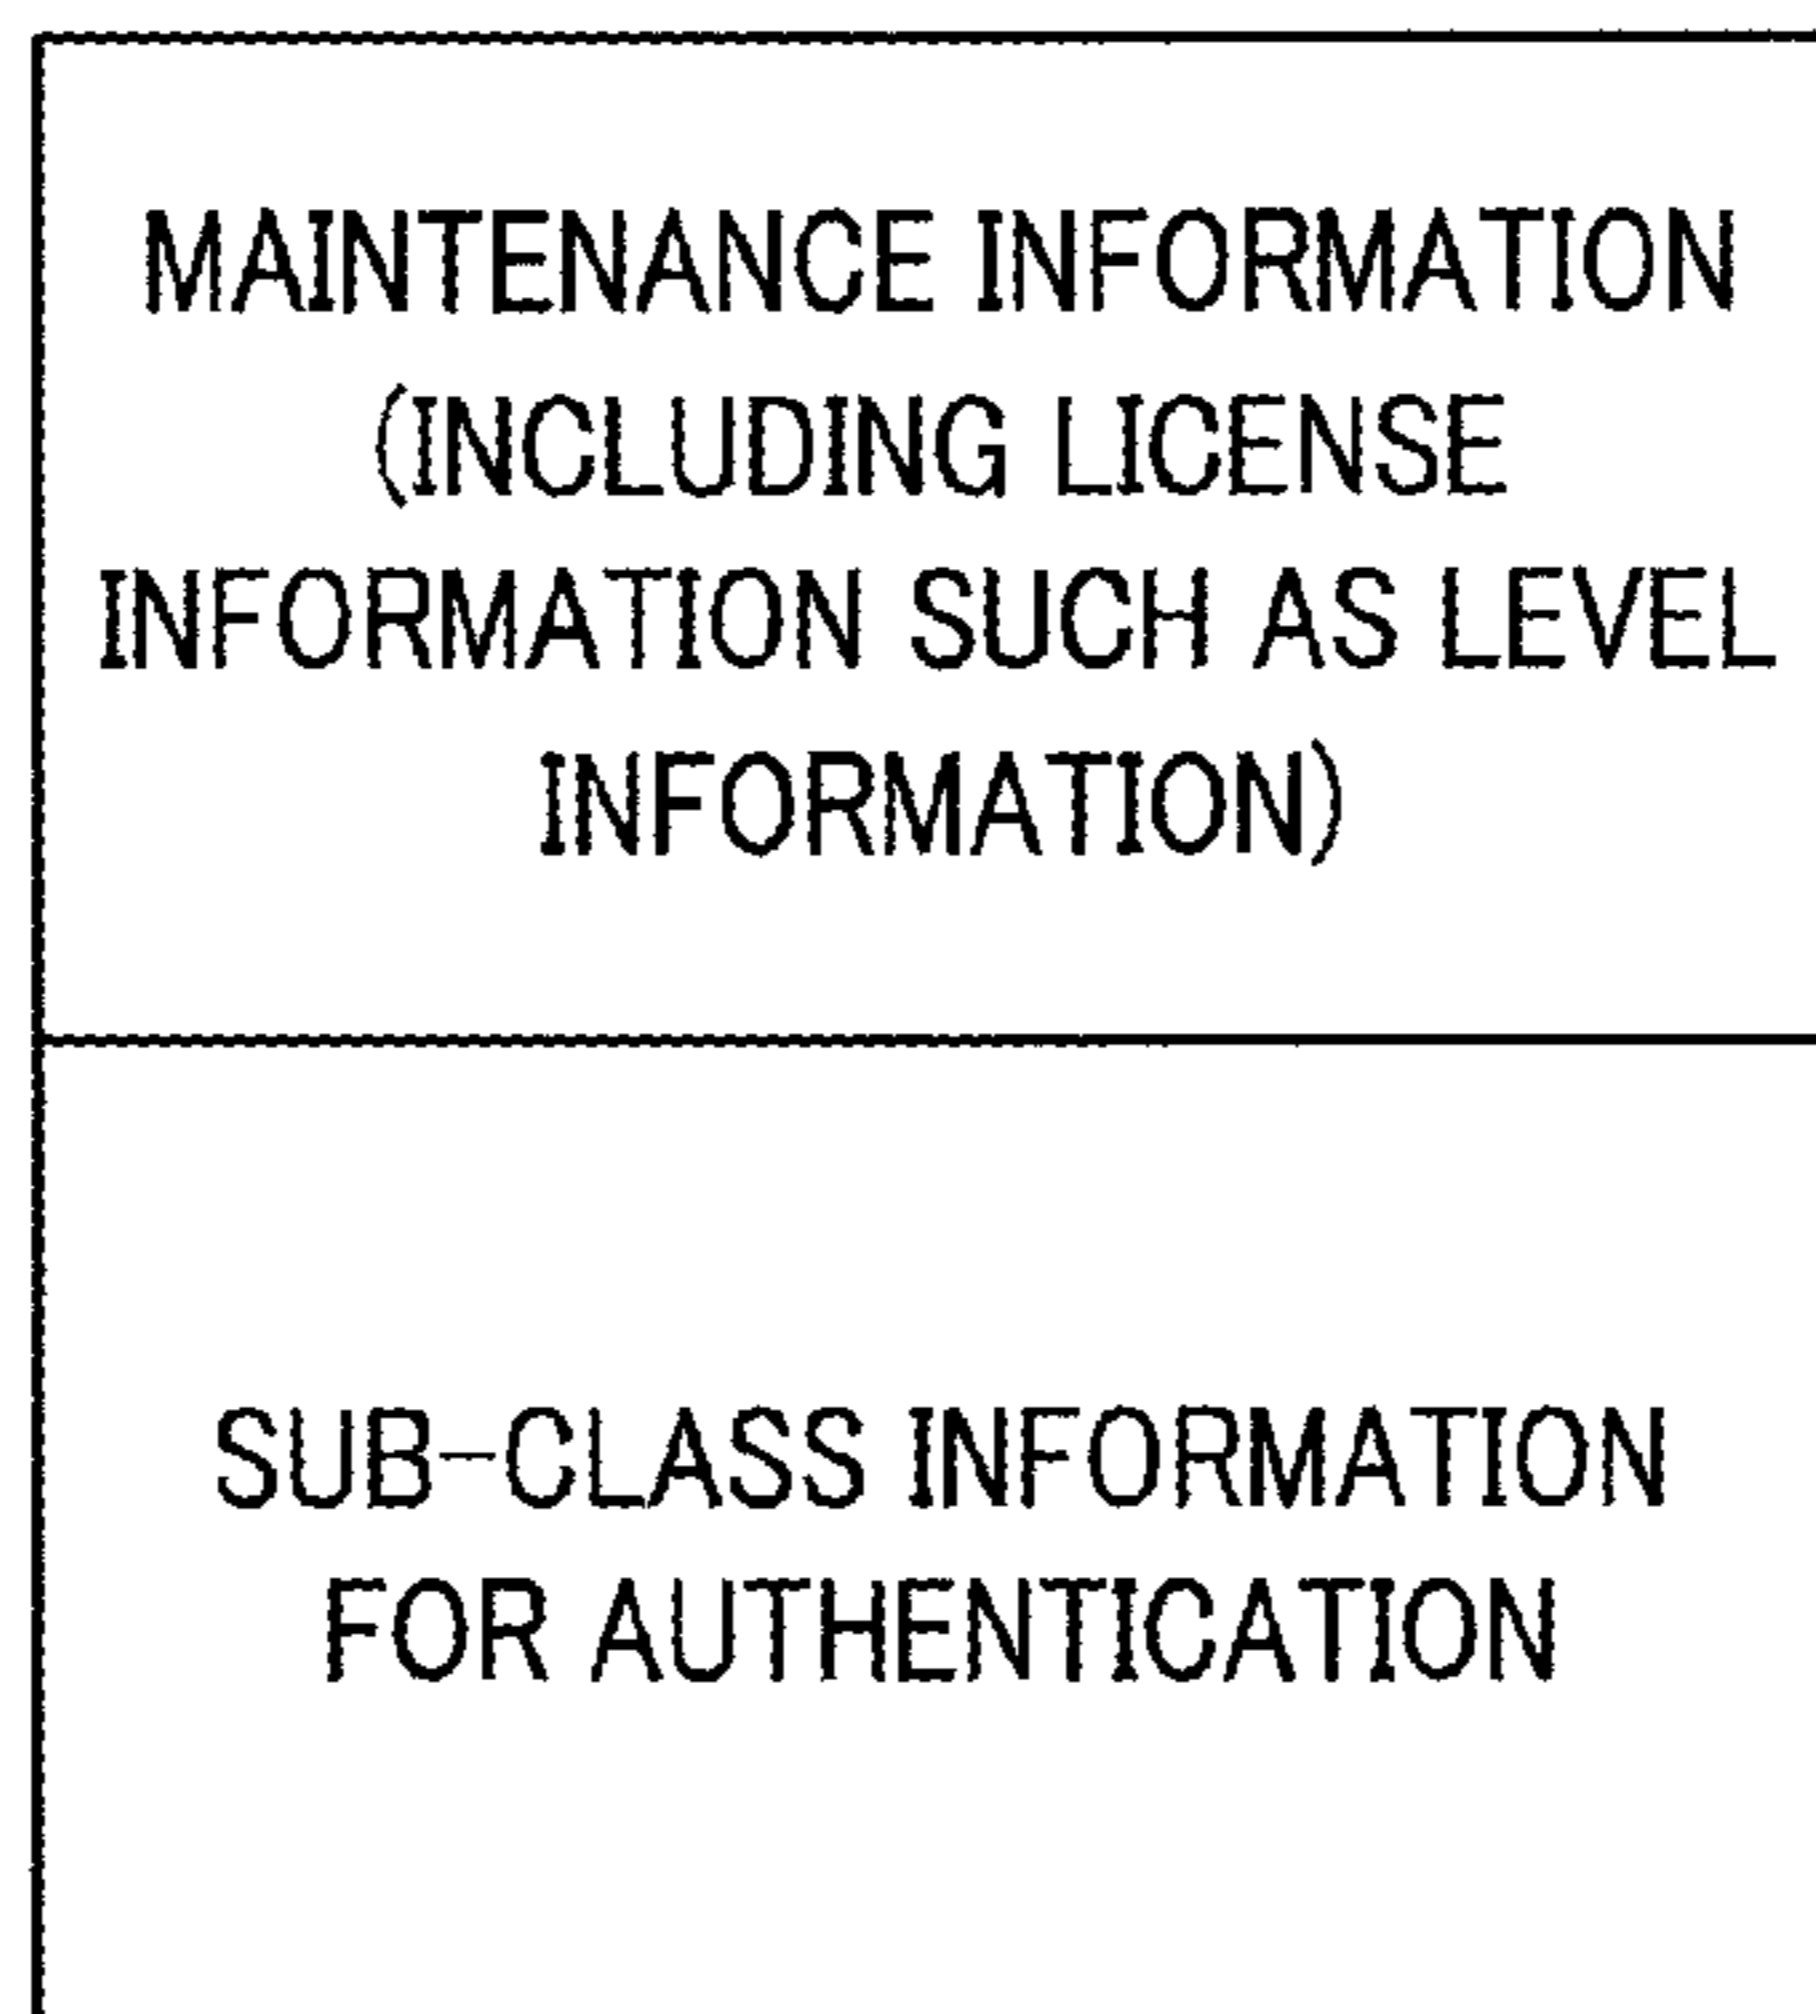 MAINTENANCE INFORMATION
(INCLUDING LICENSE
INFORMATION SUCH AS LEVEL
INFORMATION)
SUB-CLASS INFORMATION
FOR AUTHENTICATION